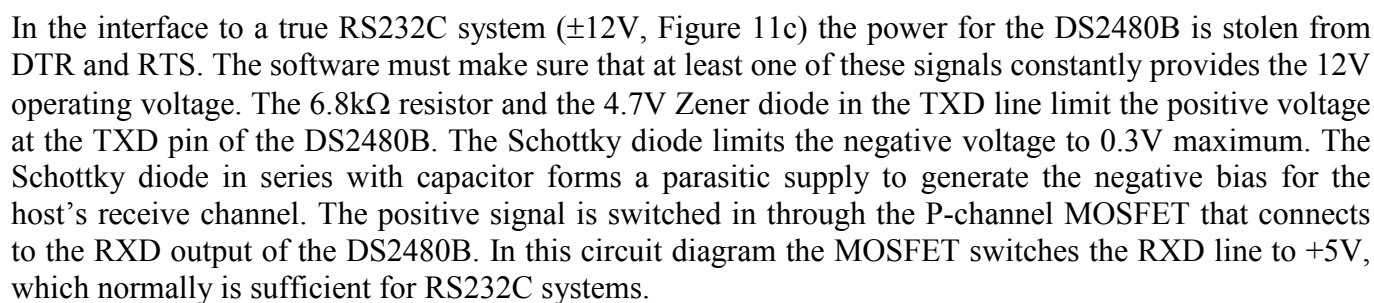 In the interface to a true RS232C system (±12V, Figure 11c) the power for the DS2480B is stolen from
DTR and RTS. The software must make sure that at least one of these signals constantly provides the 12V
operating voltage. The 6.8kΩ resistor and the 4.7V Zener diode in the TXD line limit the positive voltage
at the TXD pin of the DS2480B. The Schottky diode limits the negative voltage to 0.3V maximum. The
Schottky diode in series with capacitor forms a parasitic supply to generate the negative bias for the
host's receive channel. The positive signal is switched in through the P-channel MOSFET that connects
to the RXD output of the DS2480B. In this circuit diagram the MOSFET switches the RXD line to +5V,
which normally is sufficient for RS232C systems.